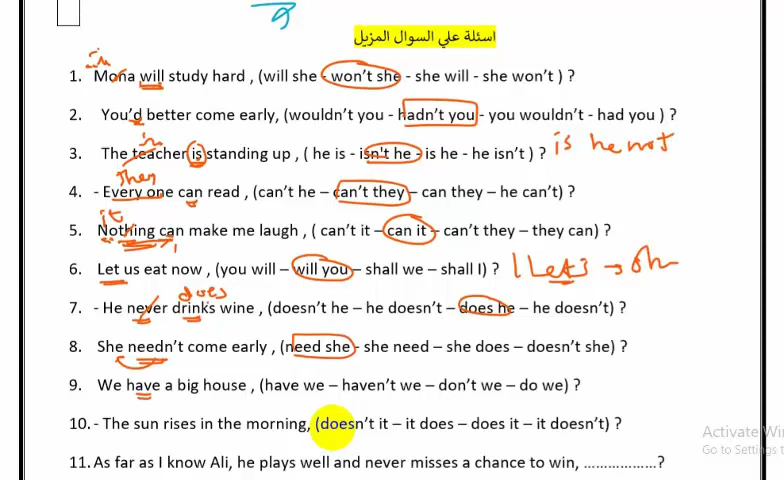 اسئلة علي السوال المزيل
1. Mona will study hard , (will she - won't she - she will - she won't ) ?
2. You'd better come early, (wouldn't you - hadn't you - you wouldn't - had you ) ?
in
3. The teacher is standing up , ( he is - isn't he - is he - he isn't ) ? is he not
then
4. - Every one can read , (can't he – can't they – can they – he can't) ?
it
5. Nothing can make me laugh , ( can't it – can it – can't they – they can) ?
6. Let us eat now , (you will – will you – shall we – shall I) ? Let's → sh
does
7. - He never drinks wine , (doesn't he – he doesn't – does he – he doesn't) ?
8. She needn't come early , (need she - she need – she does – doesn't she) ?
9. We have a big house , (have we – haven't we – don't we – do we) ?
10. - The sun rises in the morning, (doesn't it – it does – does it – it doesn't) ?
11. As far as I know Ali, he plays well and never misses a chance to win, ………………?
Activate Win
Go to Settings t